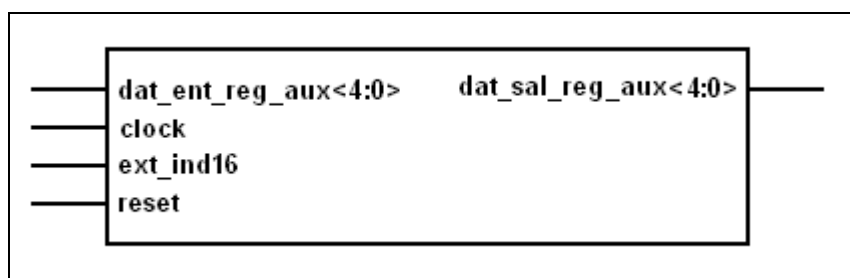 dat_ent_reg_aux<4:0> dat_sal_reg_aux<4:0>
clock
ext_ind16
reset